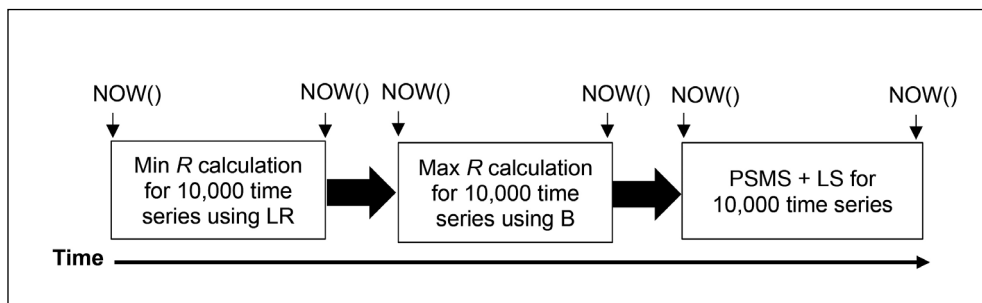 NOW()
NOW()
NOW()
NOW()
NOW()
NOW()
Min R calculation
for 10,000 time
series using LR
Max R calculation
for 10,000 time
series using B
PSMS + LS for
10,000 time series
Time